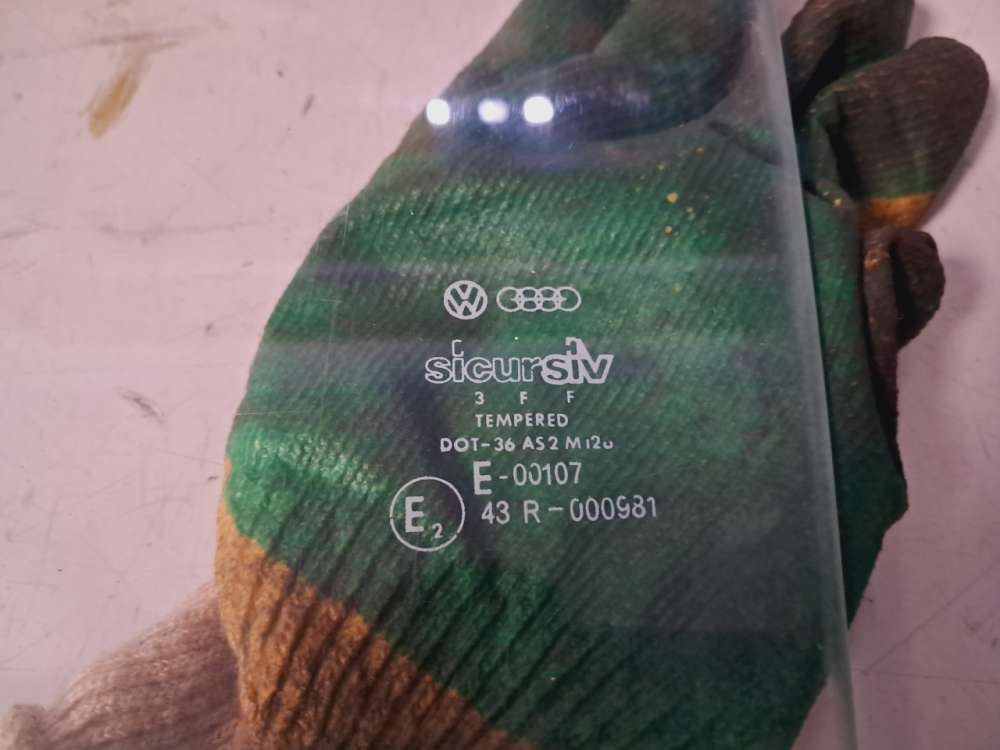 sicursiv
3 F F
TEMPERED
DOT-36 AS2
E-00107
43 R-000981
E2